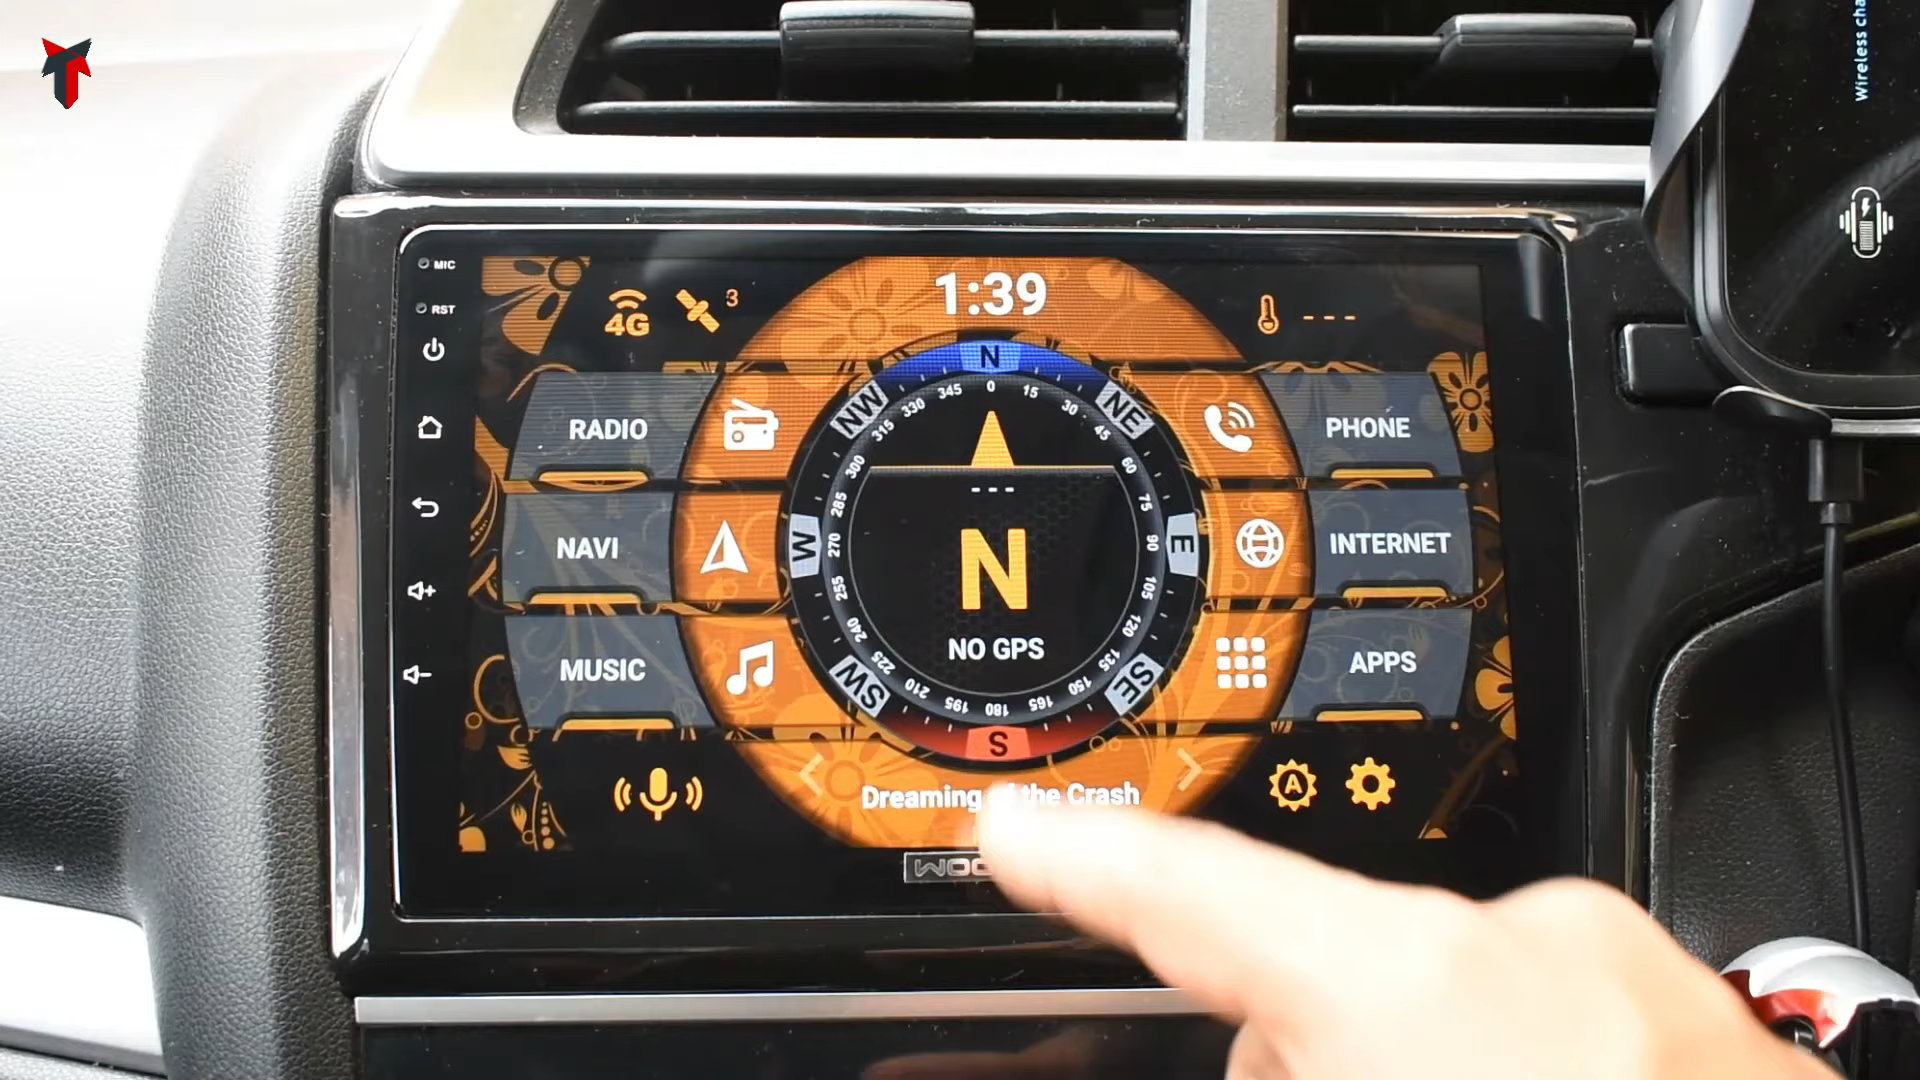 Wireless cha
MIC
RST
4G
3
1:39
- - -
RADIO
NAVI
MUSIC
PHONE
INTERNET
APPS
N
NE
E
SE
S
SW
W
NW
0
15
30
45
60
75
90
105
120
135
150
165
180
195
210
225
240
255
270
285
300
315
330
345
- - -
N
NO GPS
A
Dreaming of the Crash